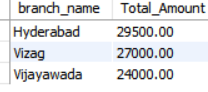 branch_name Total_Amount
Hyderabad 29500.00
Vizag 27000.00
Vijayawada 24000.00